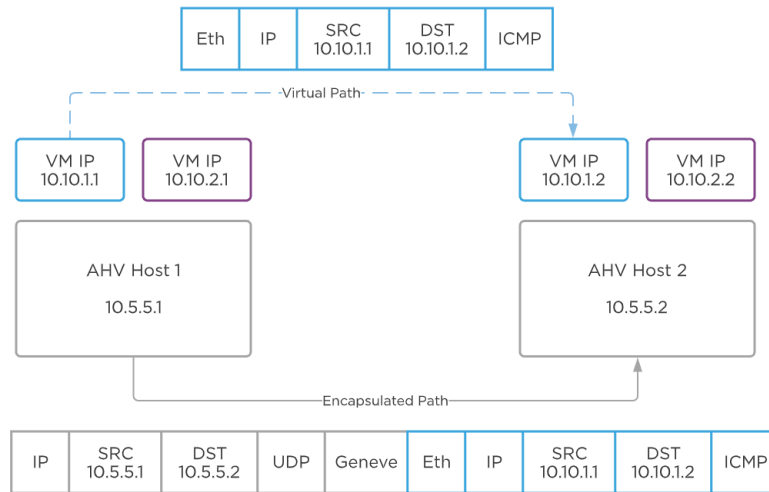 Eth IP SRC 10.10.1.1 DST 10.10.1.2 ICMP
Virtual Path
VM IP
10.10.1.1
VM IP
10.10.2.1
VM IP
10.10.1.2
VM IP
10.10.2.2
AHV Host 1
10.5.5.1
AHV Host 2
10.5.5.2
Encapsulated Path
IP SRC 10.5.5.1 DST 10.5.5.2 UDP Geneve Eth IP SRC 10.10.1.1 DST 10.10.1.2 ICMP